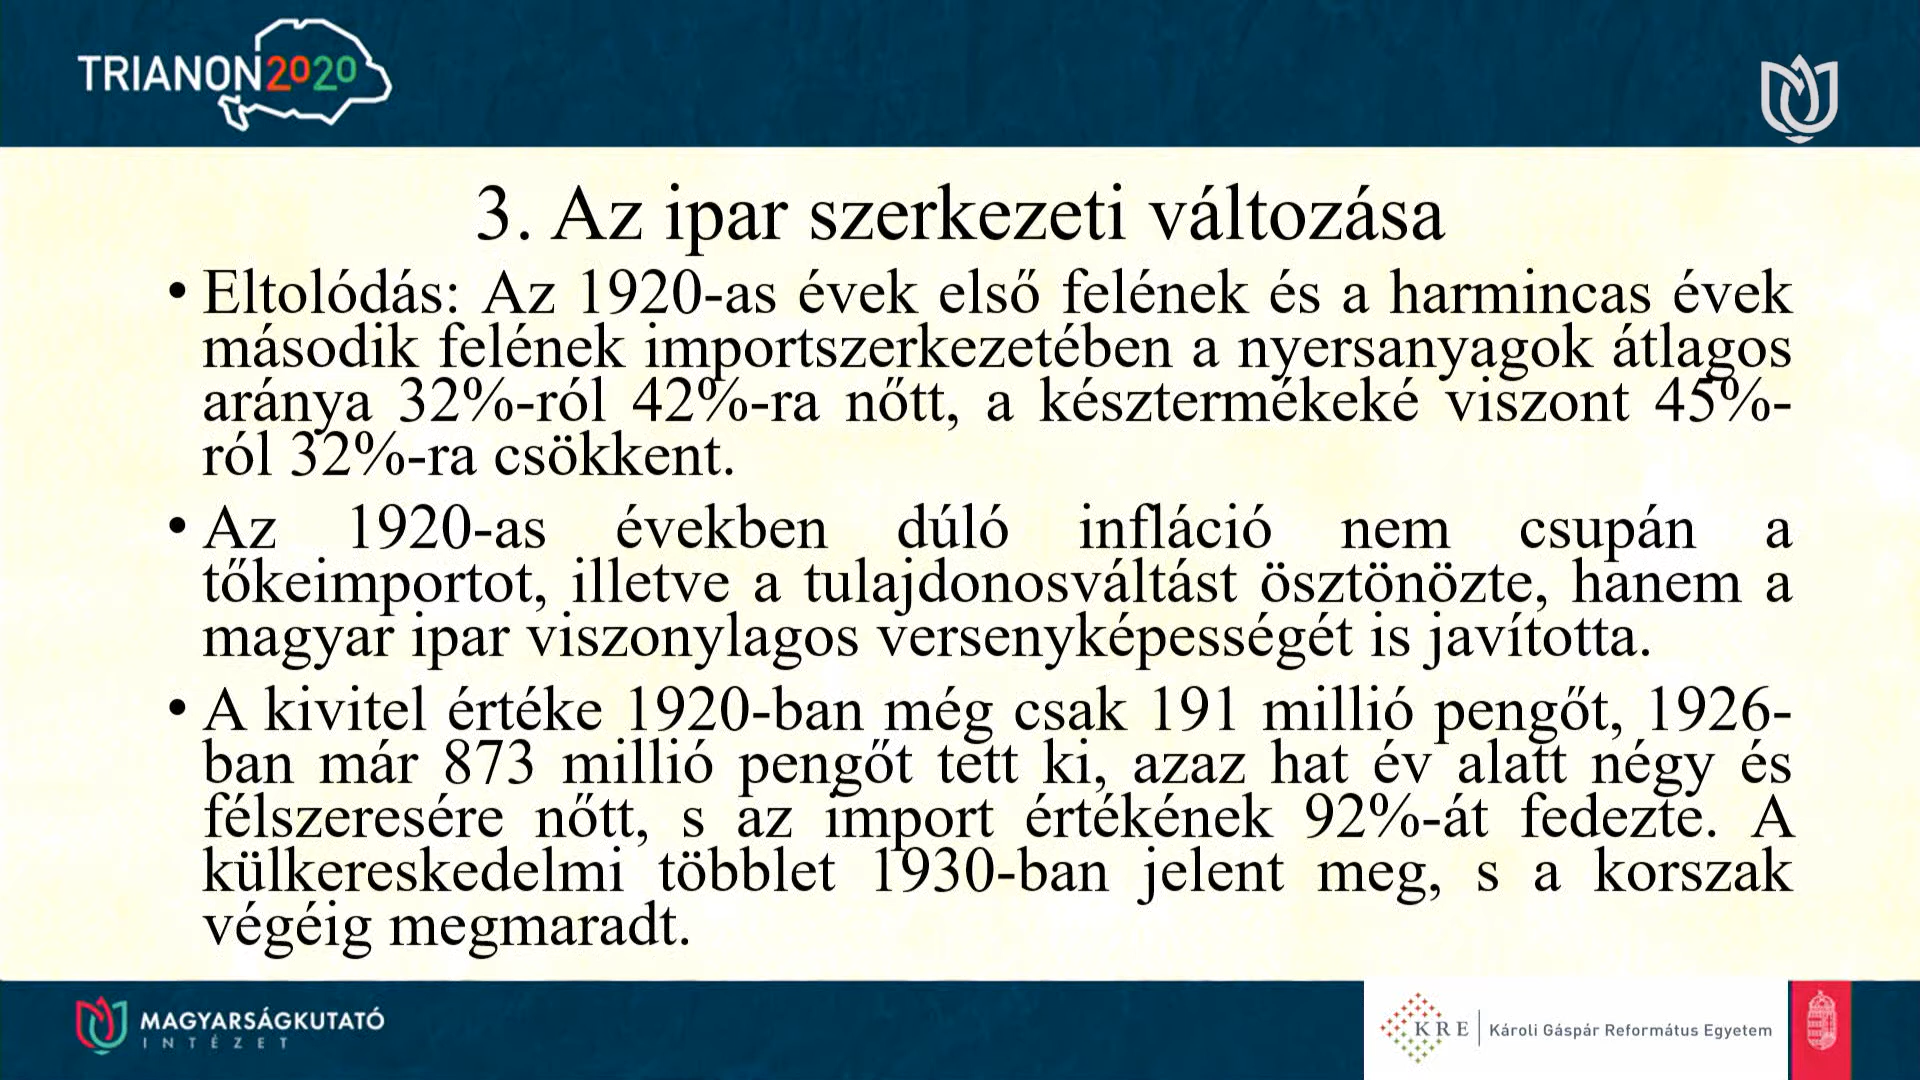 TRIANON2020
3. Az ipar szerkezeti változása
• Eltolódás: Az 1920-as évek első felének és a harmincas évek
második felének importszerkezetében a nyersanyagok átlagos
aránya 32%-ról 42%-ra nőtt, a késztermékeké viszont 45%-
ról 32%-ra csökkent.
• Az 1920-as években dúló infláció nem csupán a
tőkeimportot, illetve a tulajdonosváltást ösztönözte, hanem a
magyar ipar viszonylagos versenyképességét is javította.
• A kivitel értéke 1920-ban még csak 191 millió pengőt, 1926-
ban már 873 millió pengőt tett ki, azaz hat év alatt négy és
félszeresére nőtt, s az import értékének 92%-át fedezte. A
külkereskedelmi többlet 1930-ban jelent meg, s a korszak
végéig megmaradt.
MAGYARSÁGKUTATÓ
INTÉZET
KRE
Károli Gáspár Református Egyetem